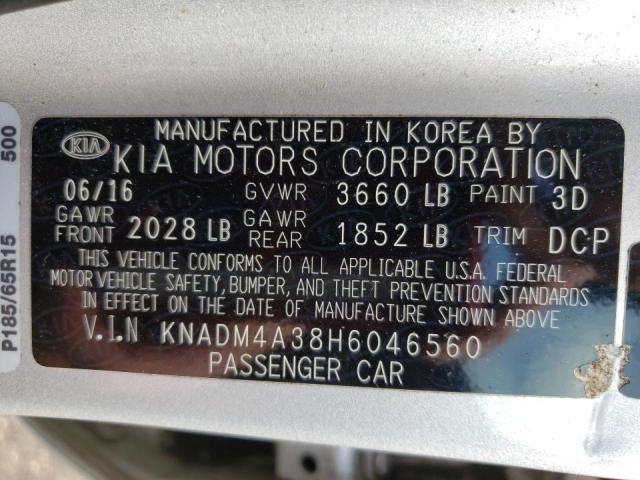 MANUFACTURED IN KOREA BY
KIA KIA MOTORS CORPORATION
06/16 GVWR 3660 LB PAINT 3D
GAWR FRONT 2028 LB GAWR REAR 1852 LB TRIM DCP
THIS VEHICLE CONFORMS TO ALL APPLICABLE U.S.A. FEDERAL
MOTOR VEHICLE SAFETY, BUMPER, AND THEFT PREVENTION STANDARDS
IN EFFECT ON THE DATE OF MANUFACTURE SHOWN ABOVE
V.I.N KNADM4A38H6046560
PASSENGER CAR
P185/65R15 500